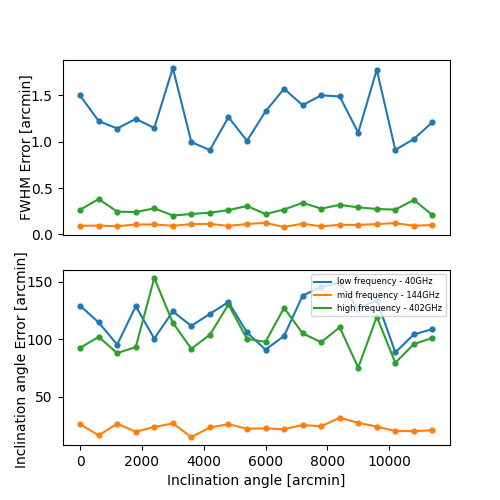 FWHM Error [arcmin]
1.5
1.0
0.5
0.0
Inclination angle Error [arcmin]
150
100
50
low frequency - 40GHz
mid frequency - 144GHz
high frequency - 402GHz
0 2000 4000 6000 8000 10000
Inclination angle [arcmin]